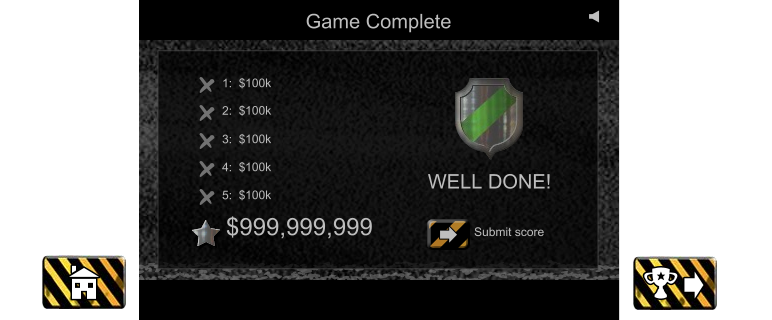 Game Complete
1: $100k
2: $100k
3: $100k
4: $100k
5: $100k
WELL DONE!
$999,999,999
Submit score